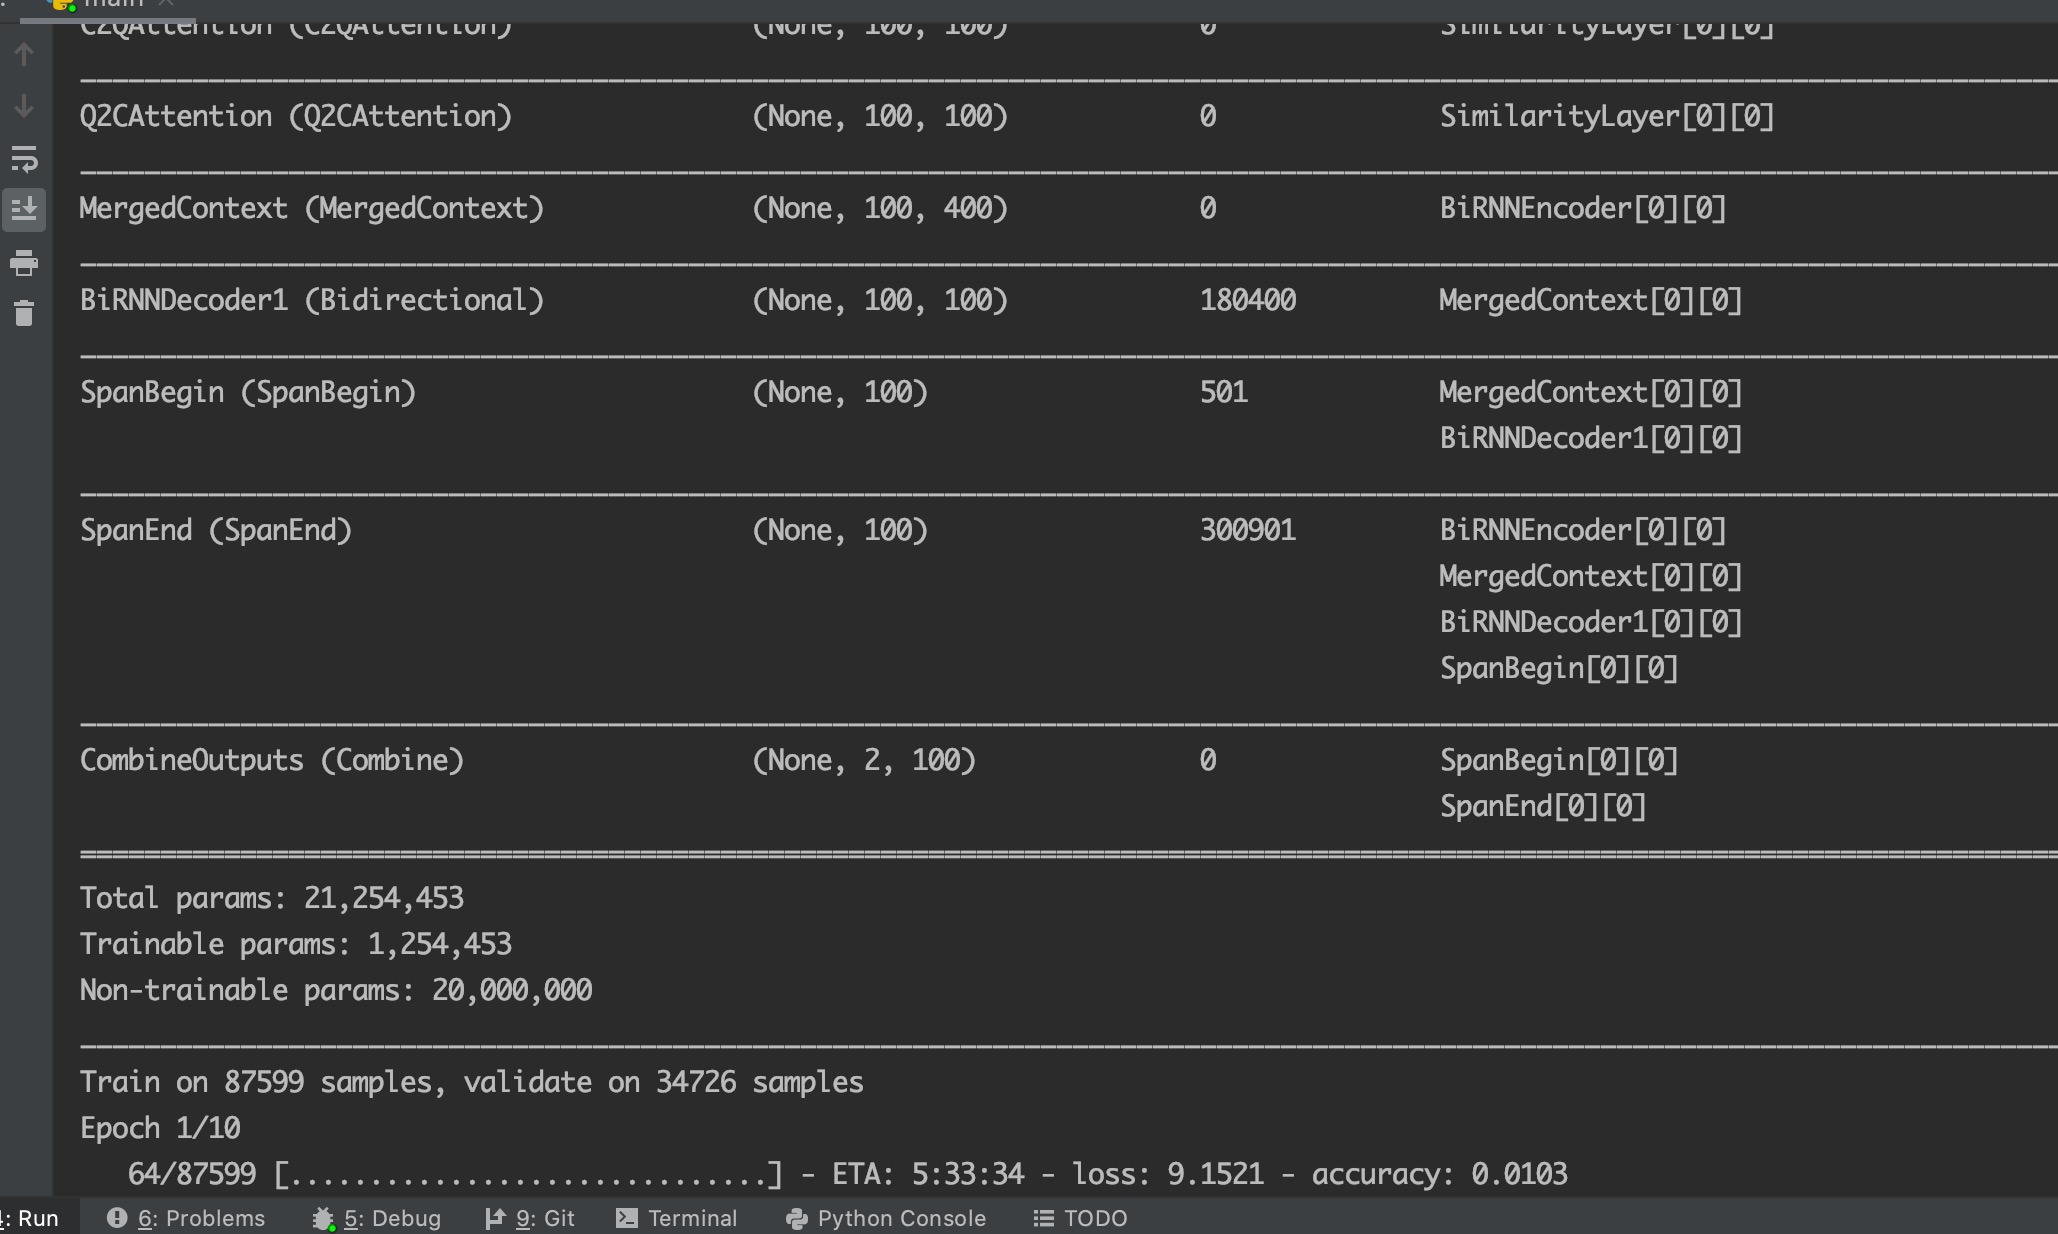 main
C2QAttention (C2QAttention) (None, 100, 100) 0 SimilarityLayer[0][0]
Q2CAttention (Q2CAttention) (None, 100, 100) 0 SimilarityLayer[0][0]
MergedContext (MergedContext) (None, 100, 400) 0 BiRNNEncoder[0][0]
BiRNNDecoder1 (Bidirectional) (None, 100, 100) 180400 MergedContext[0][0]
SpanBegin (SpanBegin) (None, 100) 501 MergedContext[0][0]
BiRNNDecoder1[0][0]
SpanEnd (SpanEnd) (None, 100) 300901 BiRNNEncoder[0][0]
MergedContext[0][0]
BiRNNDecoder1[0][0]
SpanBegin[0][0]
CombineOutputs (Combine) (None, 2, 100) 0 SpanBegin[0][0]
SpanEnd[0][0]
Total params: 21,254,453
Trainable params: 1,254,453
Non-trainable params: 20,000,000
Train on 87599 samples, validate on 34726 samples
Epoch 1/10
64/87599 [..............................] - ETA: 5:33:34 - loss: 9.1521 - accuracy: 0.0103
: Run 6: Problems 5: Debug 9: Git Terminal Python Console TODO